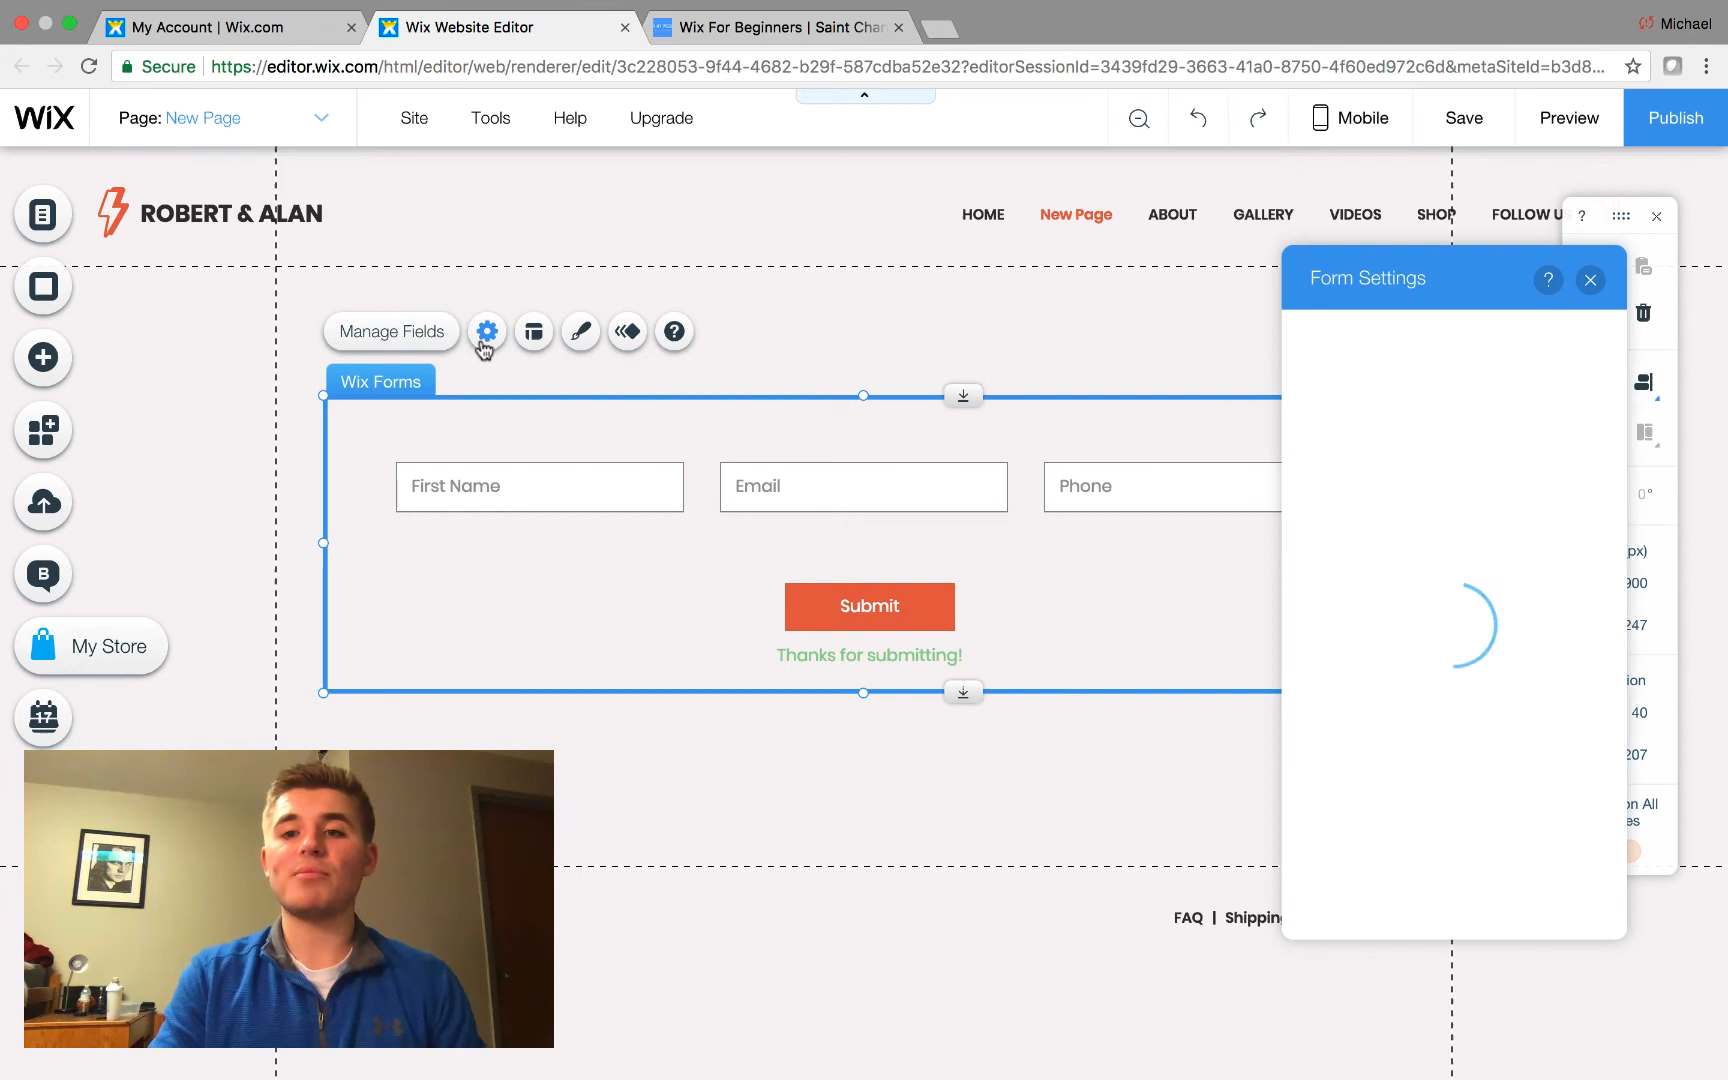 My Account | Wix.com
Wix Website Editor
Wix For Beginners | Saint Char
Michael
Secure
https://editor.wix.com/html/editor/web/renderer/edit/3c228053-9f44-4682-b29f-587cdba52e32?editorSessionId=3439fd29-3663-41a0-8750-4f60ed972c6d&metaSiteId=b3d8...
WiX
Page: New Page
Site
Tools
Help
Upgrade
Mobile
Save
Preview
Publish
ROBERT & ALAN
HOME
New Page
ABOUT
GALLERY
VIDEOS
SHOP
FOLLOW U
?
Form Settings
?
Manage Fields
?
Wix Forms
First Name
Email
Phone
0°
px)
900
247
Submit
Thanks for submitting!
ion
40
207
on All
es
B
My Store
17
FAQ | Shipping